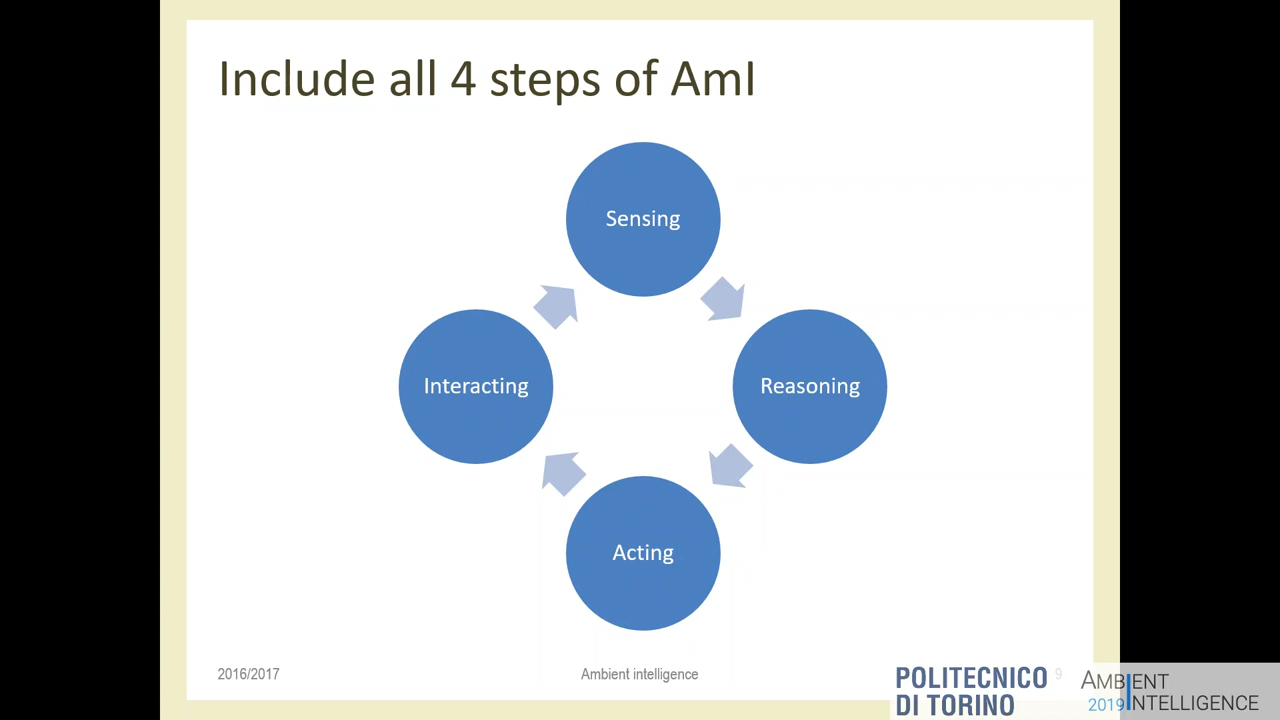 Include all 4 steps of AmI
Sensing
Interacting
Reasoning
Acting
2016/2017
Ambient intelligence
9
POLITECNICO
DI TORINO
AMBIENT
2019 INTELLIGENCE